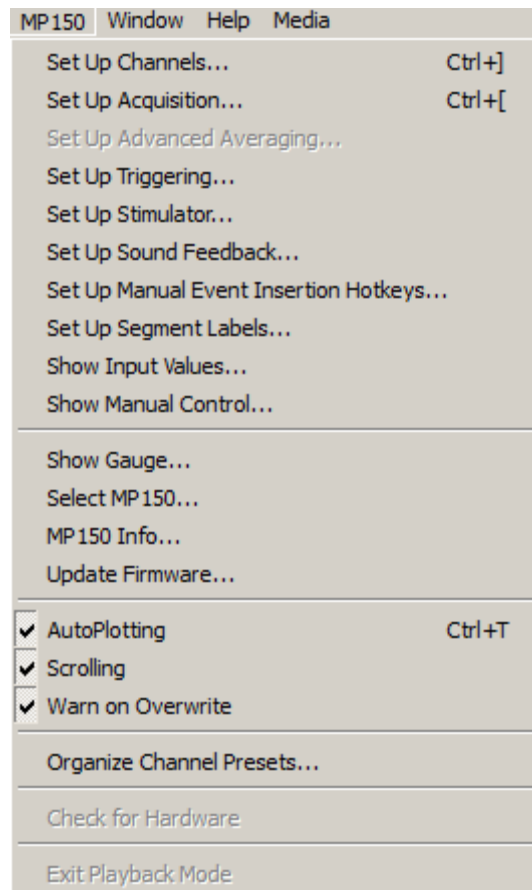 MP150 Window Help Media
Set Up Channels... Ctrl+]
Set Up Acquisition... Ctrl+[
Set Up Advanced Averaging...
Set Up Triggering...
Set Up Stimulator...
Set Up Sound Feedback...
Set Up Manual Event Insertion Hotkeys...
Set Up Segment Labels...
Show Input Values...
Show Manual Control...
Show Gauge...
Select MP150...
MP150 Info...
Update Firmware...
AutoPlotting Ctrl+T
Scrolling
Warn on Overwrite
Organize Channel Presets...
Check for Hardware
Exit Playback Mode